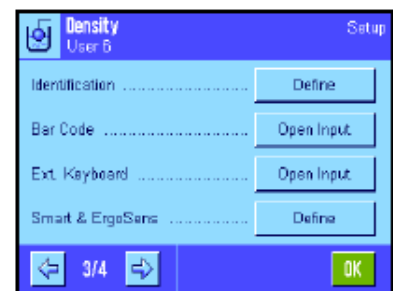 Density
Setup
User 6
Identification ........................ Define
Bar Code ........................... Open Input
Ext. Keyboard ..................... Open Input
Smart & ErgoSens ............... Define
3/4
OK